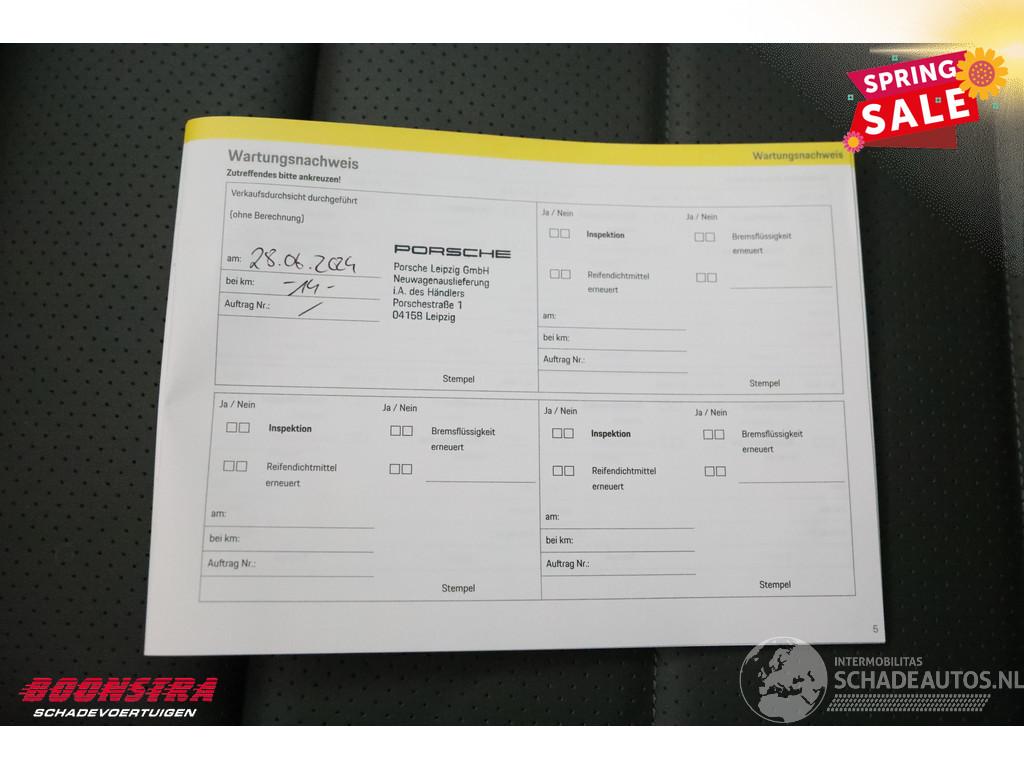 SPRING
SALE
Wartungsnachweis
Wartungsnachweis
Zutreffendes bitte ankreuzen!
Verkaufsdurchsicht durchgeführt
(ohne Berechnung)
am: 28.06.2024
bei km: -14-
Auftrag Nr.: /
PORSCHE
Porsche Leipzig GmbH
Neuwagenauslieferung
i.A. des Händlers
Porschestraße 1
04158 Leipzig
Stempel
Ja / Nein Ja / Nein
Inspektion Bremsflüssigkeit
erneuert
Reifendichtmittel
erneuert
am:
bei km:
Auftrag Nr.:
Stempel
Ja / Nein Ja / Nein
Inspektion Bremsflüssigkeit
erneuert
Reifendichtmittel
erneuert
am:
bei km:
Auftrag Nr.:
Stempel
Ja / Nein Ja / Nein
Inspektion Bremsflüssigkeit
erneuert
Reifendichtmittel
erneuert
am:
bei km:
Auftrag Nr.:
Stempel
5
BOONSTRA
SCHADEVOERTUIGEN
INTERMOBILITAS
SCHADEAUTOS.NL